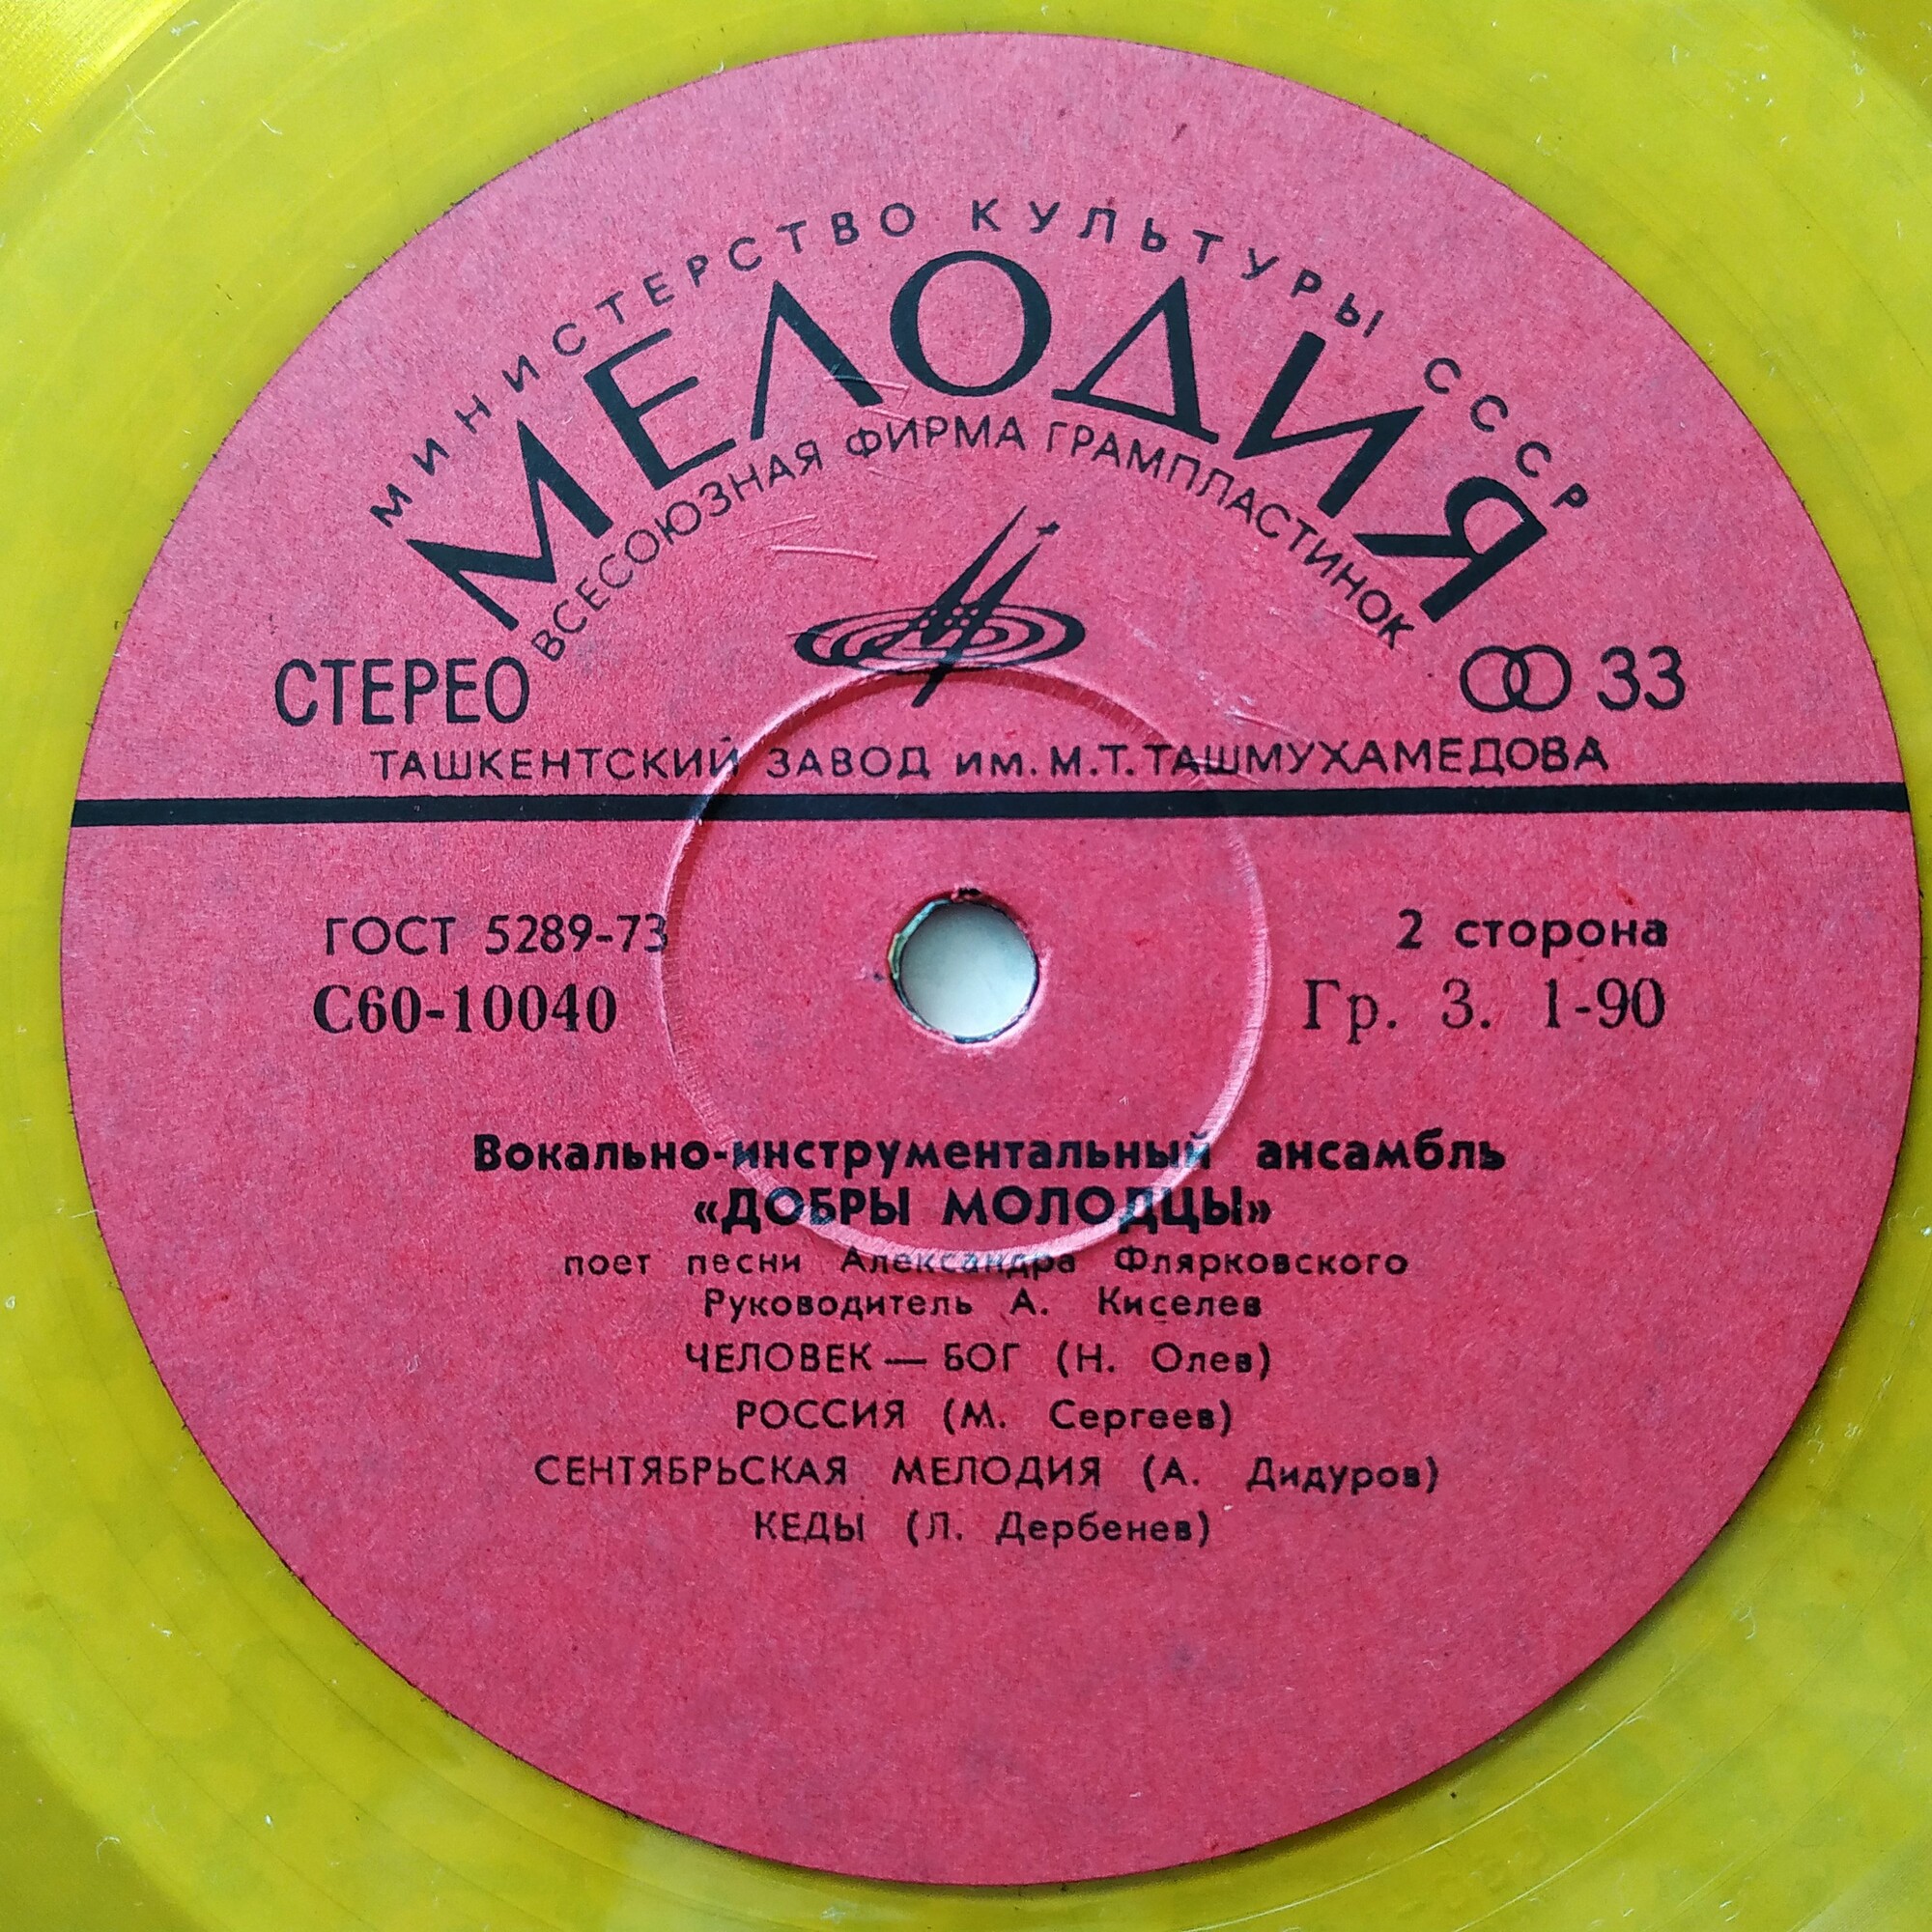 МИНИСТЕРСТВО КУЛЬТУРЫ СССР
МЕЛОДИЯ
ВСЕСОЮЗНАЯ ФИРМА ГРАМПЛАСТИНОК
СТЕРЕО
33
ТАШКЕНТСКИЙ ЗАВОД им. М.Т. ТАШМУХАМЕДОВА
ГОСТ 5289-73
2 сторона
С60-10040
Гр. 3. 1-90
Вокально-инструментальный ансамбль
«ДОБРЫ МОЛОДЦЫ»
поет песни Александра Флярковского
Руководитель А. Киселев
ЧЕЛОВЕК — БОГ (Н. Олев)
РОССИЯ (М. Сергеев)
СЕНТЯБРЬСКАЯ МЕЛОДИЯ (А. Дидуров)
КЕДЫ (Л. Дербенев)